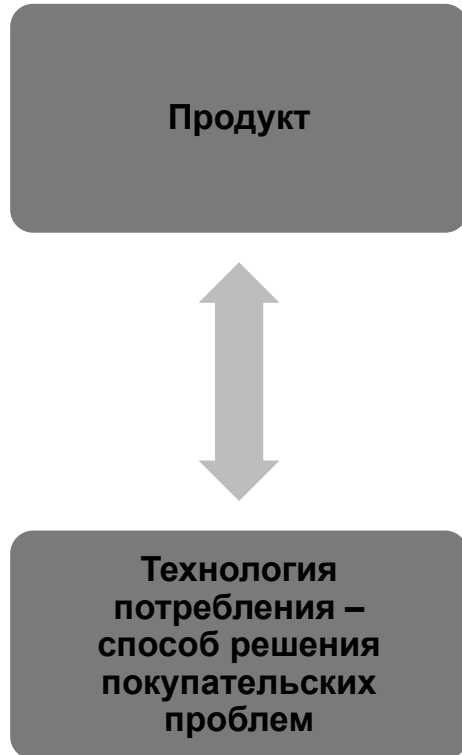 Продукт
Технология
потребления –
способ решения
покупательских
проблем